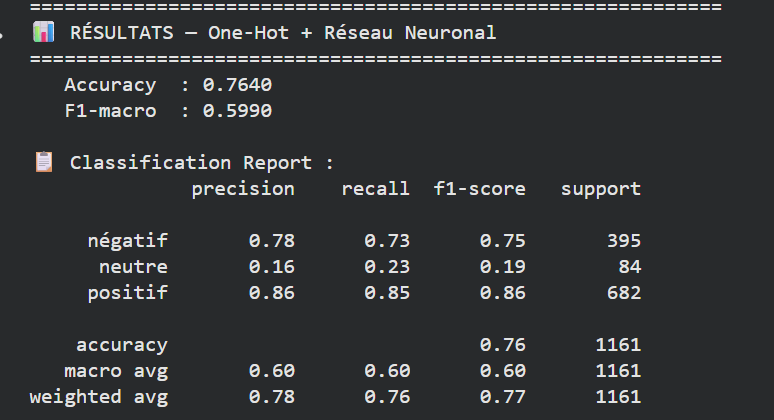 ============================================================
📊 RÉSULTATS — One-Hot + Réseau Neuronal
============================================================
Accuracy : 0.7640
F1-macro : 0.5990
📋 Classification Report :
precision recall f1-score support
négatif 0.78 0.73 0.75 395
neutre 0.16 0.23 0.19 84
positif 0.86 0.85 0.86 682
accuracy 0.76 1161
macro avg 0.60 0.60 0.60 1161
weighted avg 0.78 0.76 0.77 1161